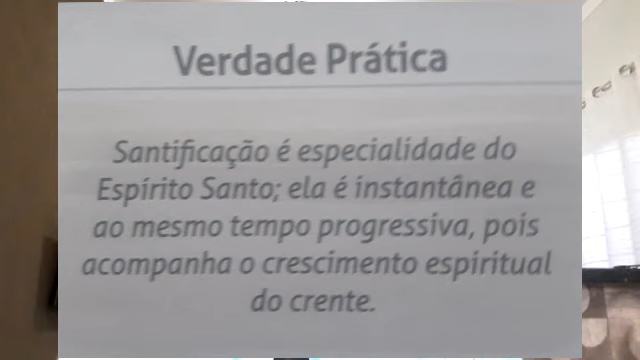 Verdade Prática
Santificação é especialidade do
Espírito Santo; ela é instantânea e
ao mesmo tempo progressiva, pois
acompanha o crescimento espiritual
do crente.